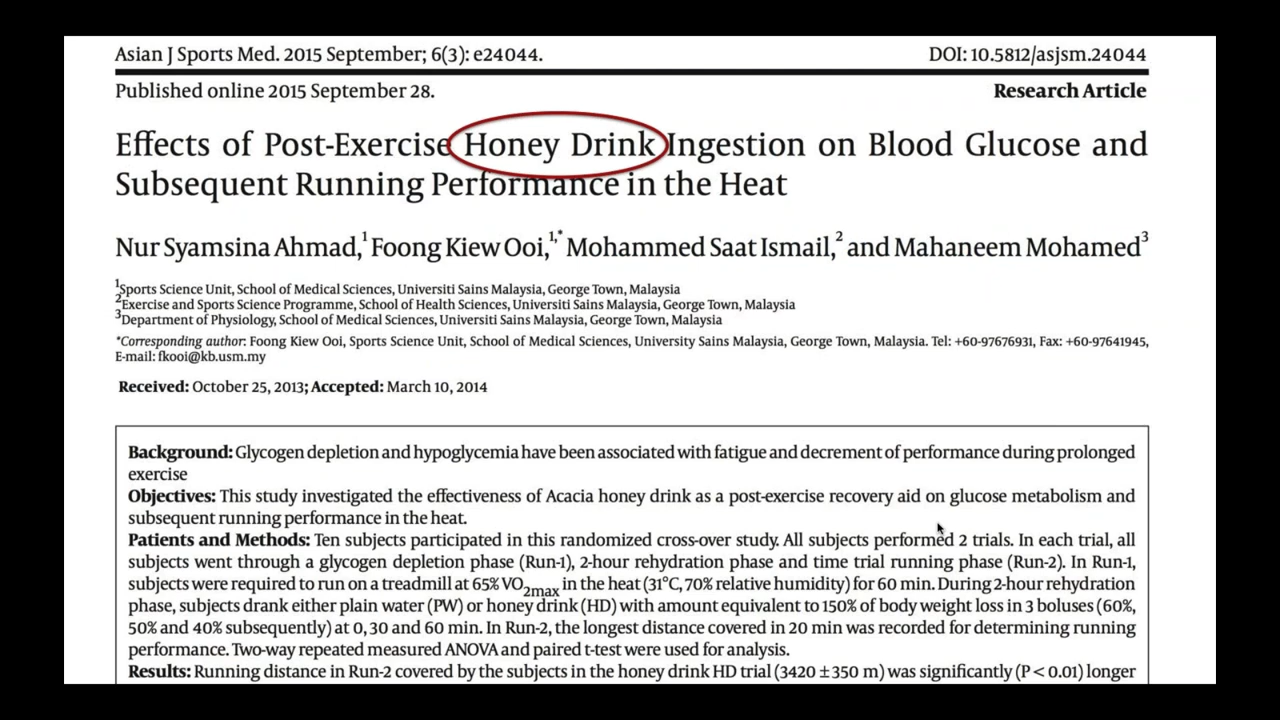 Asian J Sports Med. 2015 September; 6(3): e24044. DOI: 10.5812/asjsm.24044
Published online 2015 September 28. Research Article
Effects of Post-Exercise Honey Drink Ingestion on Blood Glucose and
Subsequent Running Performance in the Heat
Nur Syamsina Ahmad,1 Foong Kiew Ooi,1,* Mohammed Saat Ismail,2 and Mahaneem Mohamed3
1Sports Science Unit, School of Medical Sciences, Universiti Sains Malaysia, George Town, Malaysia
2Exercise and Sports Science Programme, School of Health Sciences, Universiti Sains Malaysia, George Town, Malaysia
3Department of Physiology, School of Medical Sciences, Universiti Sains Malaysia, George Town, Malaysia
*Corresponding author: Foong Kiew Ooi, Sports Science Unit, School of Medical Sciences, University Sains Malaysia, George Town, Malaysia. Tel: +60-97676931, Fax: +60-97641945,
E-mail: fkooi@kb.usm.my
Received: October 25, 2013; Accepted: March 10, 2014
Background: Glycogen depletion and hypoglycemia have been associated with fatigue and decrement of performance during prolonged
exercise
Objectives: This study investigated the effectiveness of Acacia honey drink as a post-exercise recovery aid on glucose metabolism and
subsequent running performance in the heat.
Patients and Methods: Ten subjects participated in this randomized cross-over study. All subjects performed 2 trials. In each trial, all
subjects went through a glycogen depletion phase (Run-1), 2-hour rehydration phase and time trial running phase (Run-2). In Run-1,
subjects were required to run on a treadmill at 65% VO2max in the heat (31°C, 70% relative humidity) for 60 min. During 2-hour rehydration
phase, subjects drank either plain water (PW) or honey drink (HD) with amount equivalent to 150% of body weight loss in 3 boluses (60%,
50% and 40% subsequently) at 0, 30 and 60 min. In Run-2, the longest distance covered in 20 min was recorded for determining running
performance. Two-way repeated measured ANOVA and paired t-test were used for analysis.
Results: Running distance in Run-2 covered by the subjects in the honey drink HD trial (3420 ± 350 m) was significantly (P < 0.01) longer